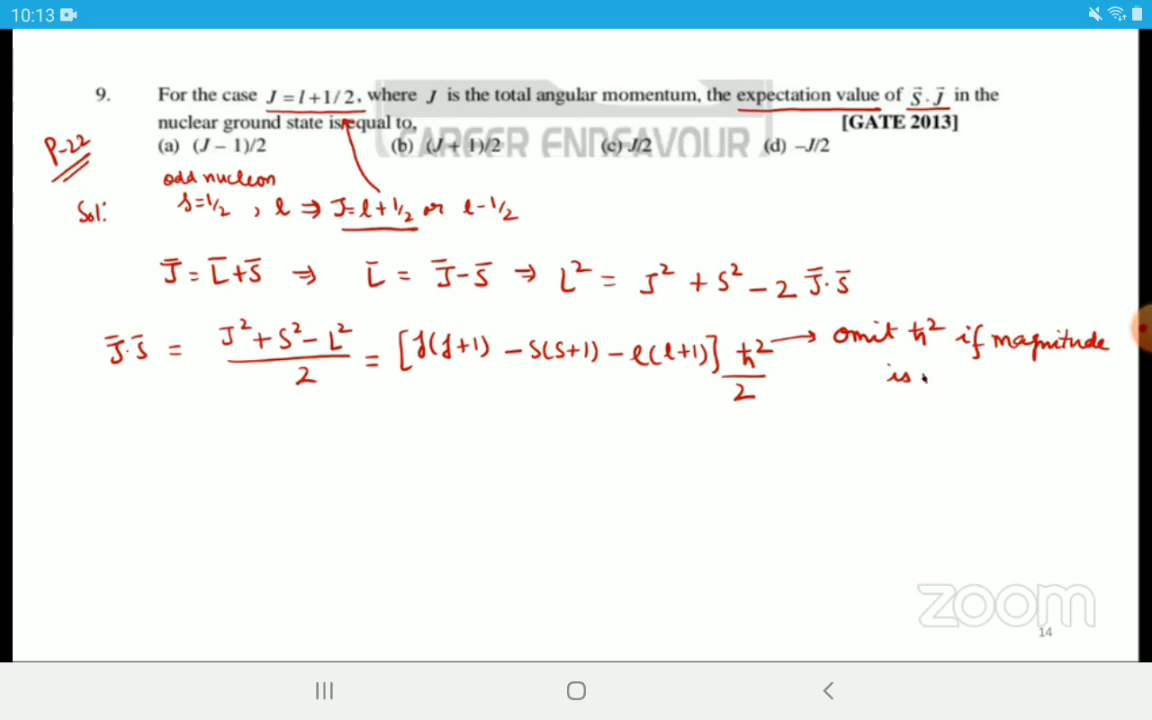 10:13
9. For the case J = l + 1/2, where J is the total angular momentum, the expectation value of s̄ . J̄ in the
nuclear ground state is equal to, [GATE 2013]
CAREER ENDEAVOUR
(a) (J – 1)/2 (b) (J + 1)/2 (c) J/2 (d) –J/2
P-22
odd nucleon
Sol: s=1/2 , l ⇒ J=l+1/2 or l-1/2
J̄ = L̄+S̄ ⇒ L̄ = J̄-S̄ ⇒ L² = J² + S² - 2 J̄·S̄
J̄·S̄ = J²+S²-L²/2 = [j(j+1) - s(s+1) - l(l+1)] ħ²/2 → omit ħ² if magnitude
is .
zoom
14